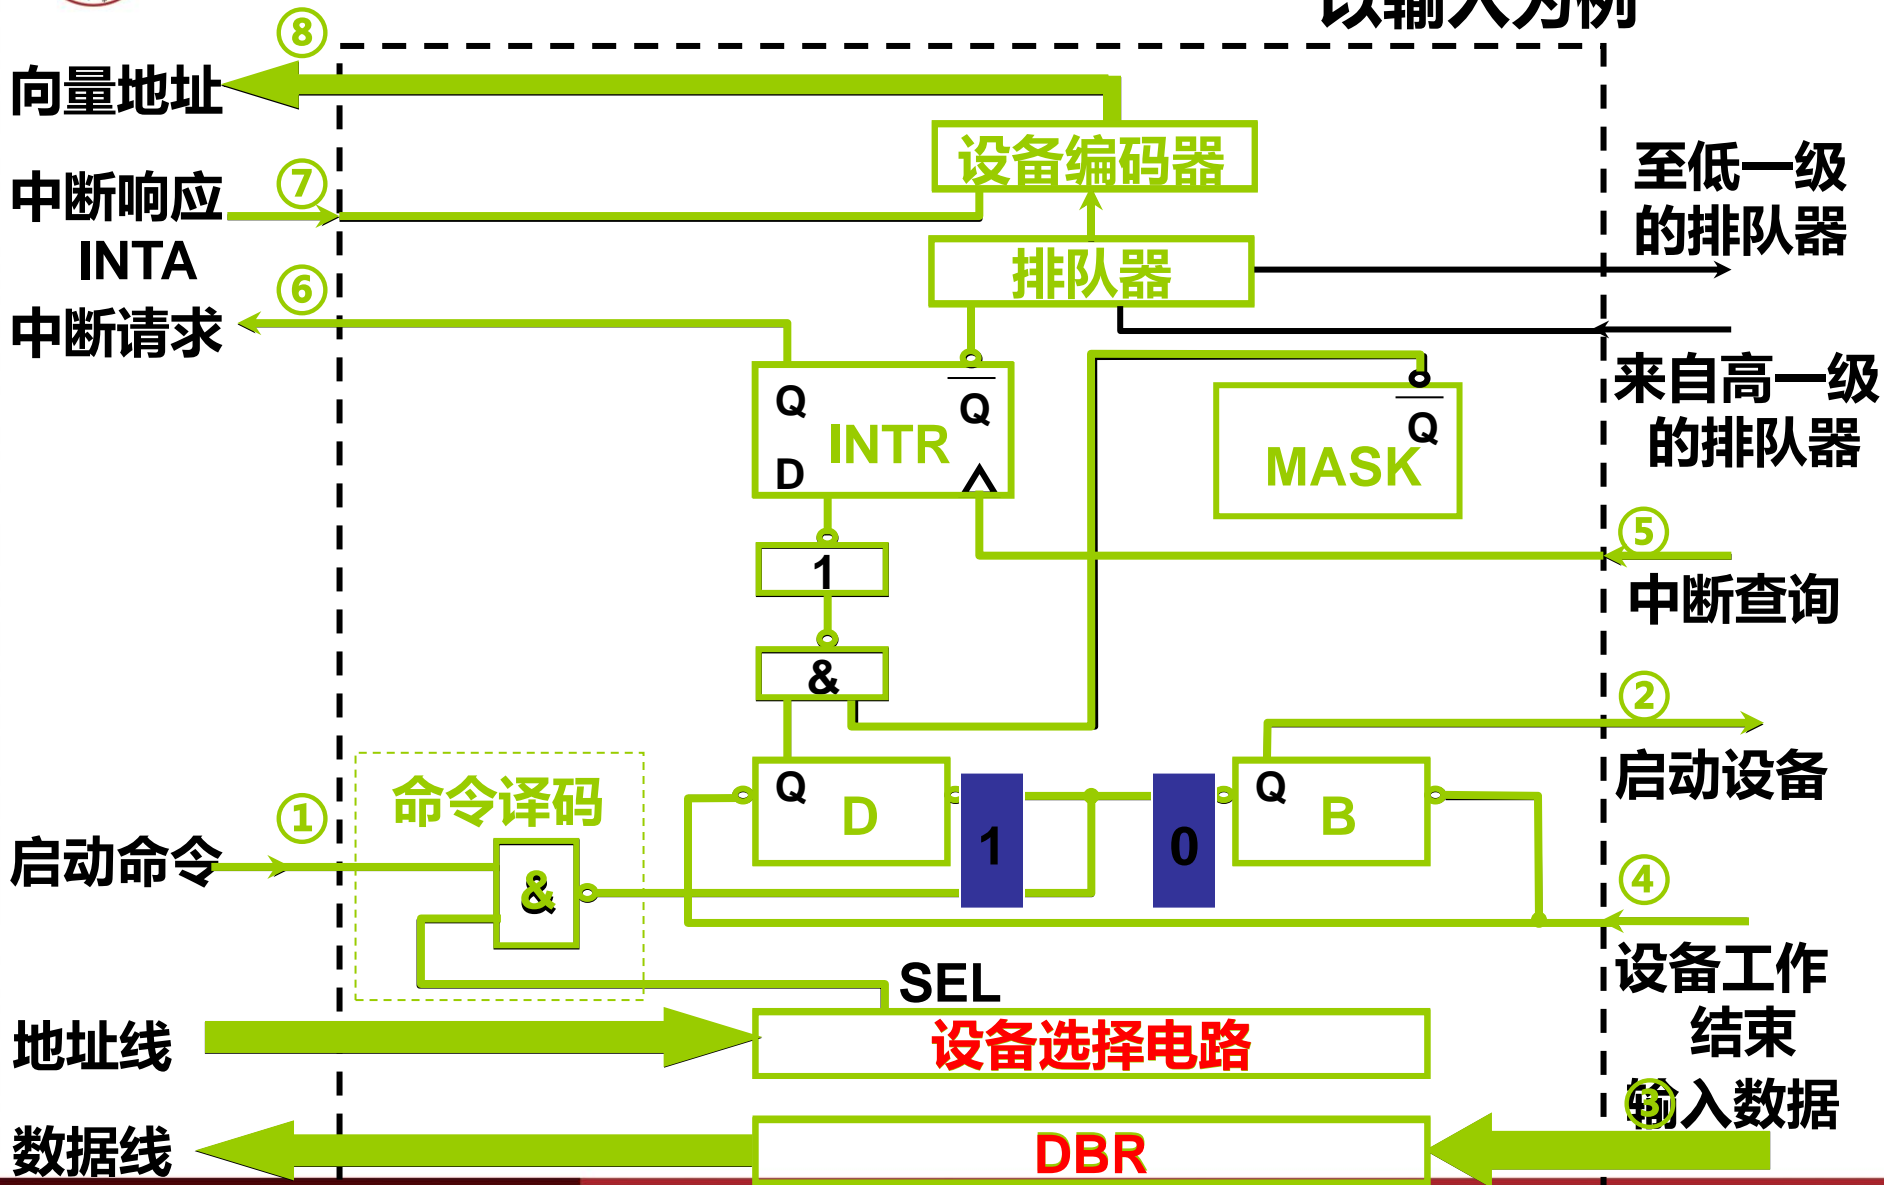 以输入为例
⑧
向量地址
设备编码器
至低一级
的排队器
中断响应
INTA
⑦
排队器
⑥
中断请求
来自高一级
的排队器
Q
Q
INTR
D
Q
MASK
⑤
中断查询
1
&
②
启动设备
命令译码
Q
D
1
0
Q
B
①
启动命令
&
④
设备工作
结束
SEL
地址线
设备选择电路
③
输入数据
数据线
DBR